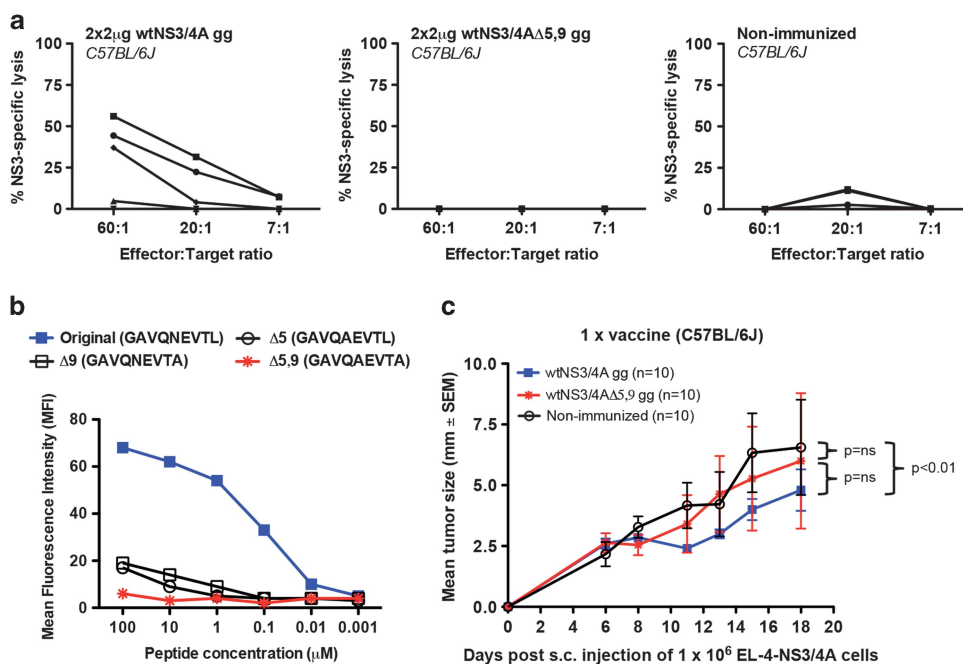 a
2x2μg wtNS3/4A gg
C57BL/6J
2x2μg wtNS3/4AΔ5,9 gg
C57BL/6J
Non-immunized
C57BL/6J
% NS3-specific lysis
100
75
50
25
0
60:1
20:1
7:1
Effector:Target ratio
% NS3-specific lysis
100
75
50
25
0
60:1
20:1
7:1
Effector:Target ratio
% NS3-specific lysis
100
75
50
25
0
60:1
20:1
7:1
Effector:Target ratio
b
Original (GAVQNEVTL)
Δ5 (GAVQAEVTL)
Δ9 (GAVQNEVTA)
Δ5,9 (GAVQAEVTA)
Mean Fluorescence Intensity (MFI)
80
60
40
20
0
100
10
1
0.1
0.01
0.001
Peptide concentration (μM)
c
1 x vaccine (C57BL/6J)
wtNS3/4A gg (n=10)
wtNS3/4AΔ5,9 gg (n=10)
Non-immunized (n=10)
Mean tumor size (mm ± SEM)
10.0
7.5
5.0
2.5
0.0
p=ns
p=ns
p<0.01
0 2 4 6 8 10 12 14 16 18 20
Days post s.c. injection of 1 x 10⁶ EL-4-NS3/4A cells